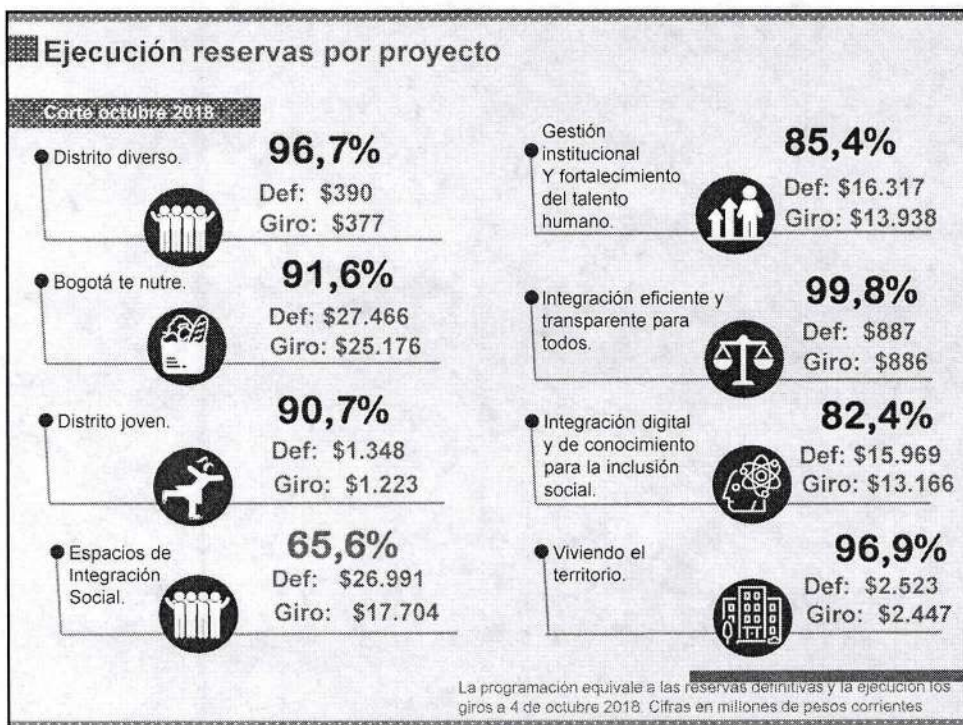 Ejecución reservas por proyecto
Corte octubre 2018
Distrito diverso.
96,7%
Def: $390
Giro: $377
Bogotá te nutre.
91,6%
Def: $27.466
Giro: $25.176
Distrito joven.
90,7%
Def: $1.348
Giro: $1.223
Espacios de
Integración
Social.
65,6%
Def: $26.991
Giro: $17.704
Gestión
institucional
Y fortalecimiento
del talento
humano.
85,4%
Def: $16.317
Giro: $13.938
Integración eficiente y
transparente para
todos.
99,8%
Def: $887
Giro: $886
Integración digital
y de conocimiento
para la inclusión
social.
82,4%
Def: $15.969
Giro: $13.166
Viviendo el
territorio.
96,9%
Def: $2.523
Giro: $2.447
La programación equivale a las reservas definitivas y la ejecución los
giros a 4 de octubre 2018. Cifras en millones de pesos corrientes